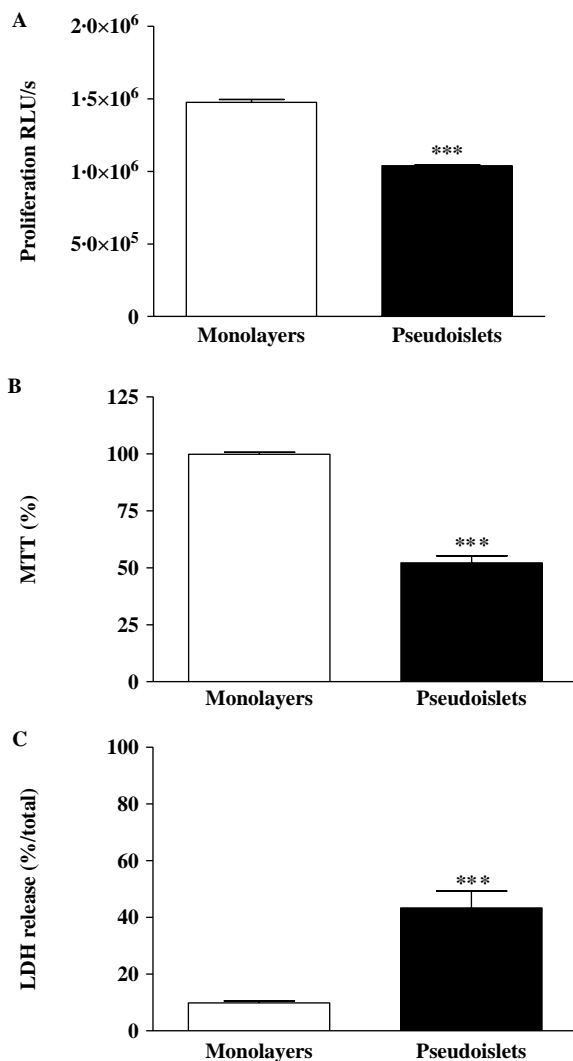 A
Proliferation RLU/s
2·0×10⁶
1·5×10⁶
1·0×10⁶
5·0×10⁵
0
***
Monolayers Pseudoislets
B
MTT (%)
125
100
75
50
25
0
***
Monolayers Pseudoislets
C
LDH release (%/total)
100
80
60
40
20
0
***
Monolayers Pseudoislets